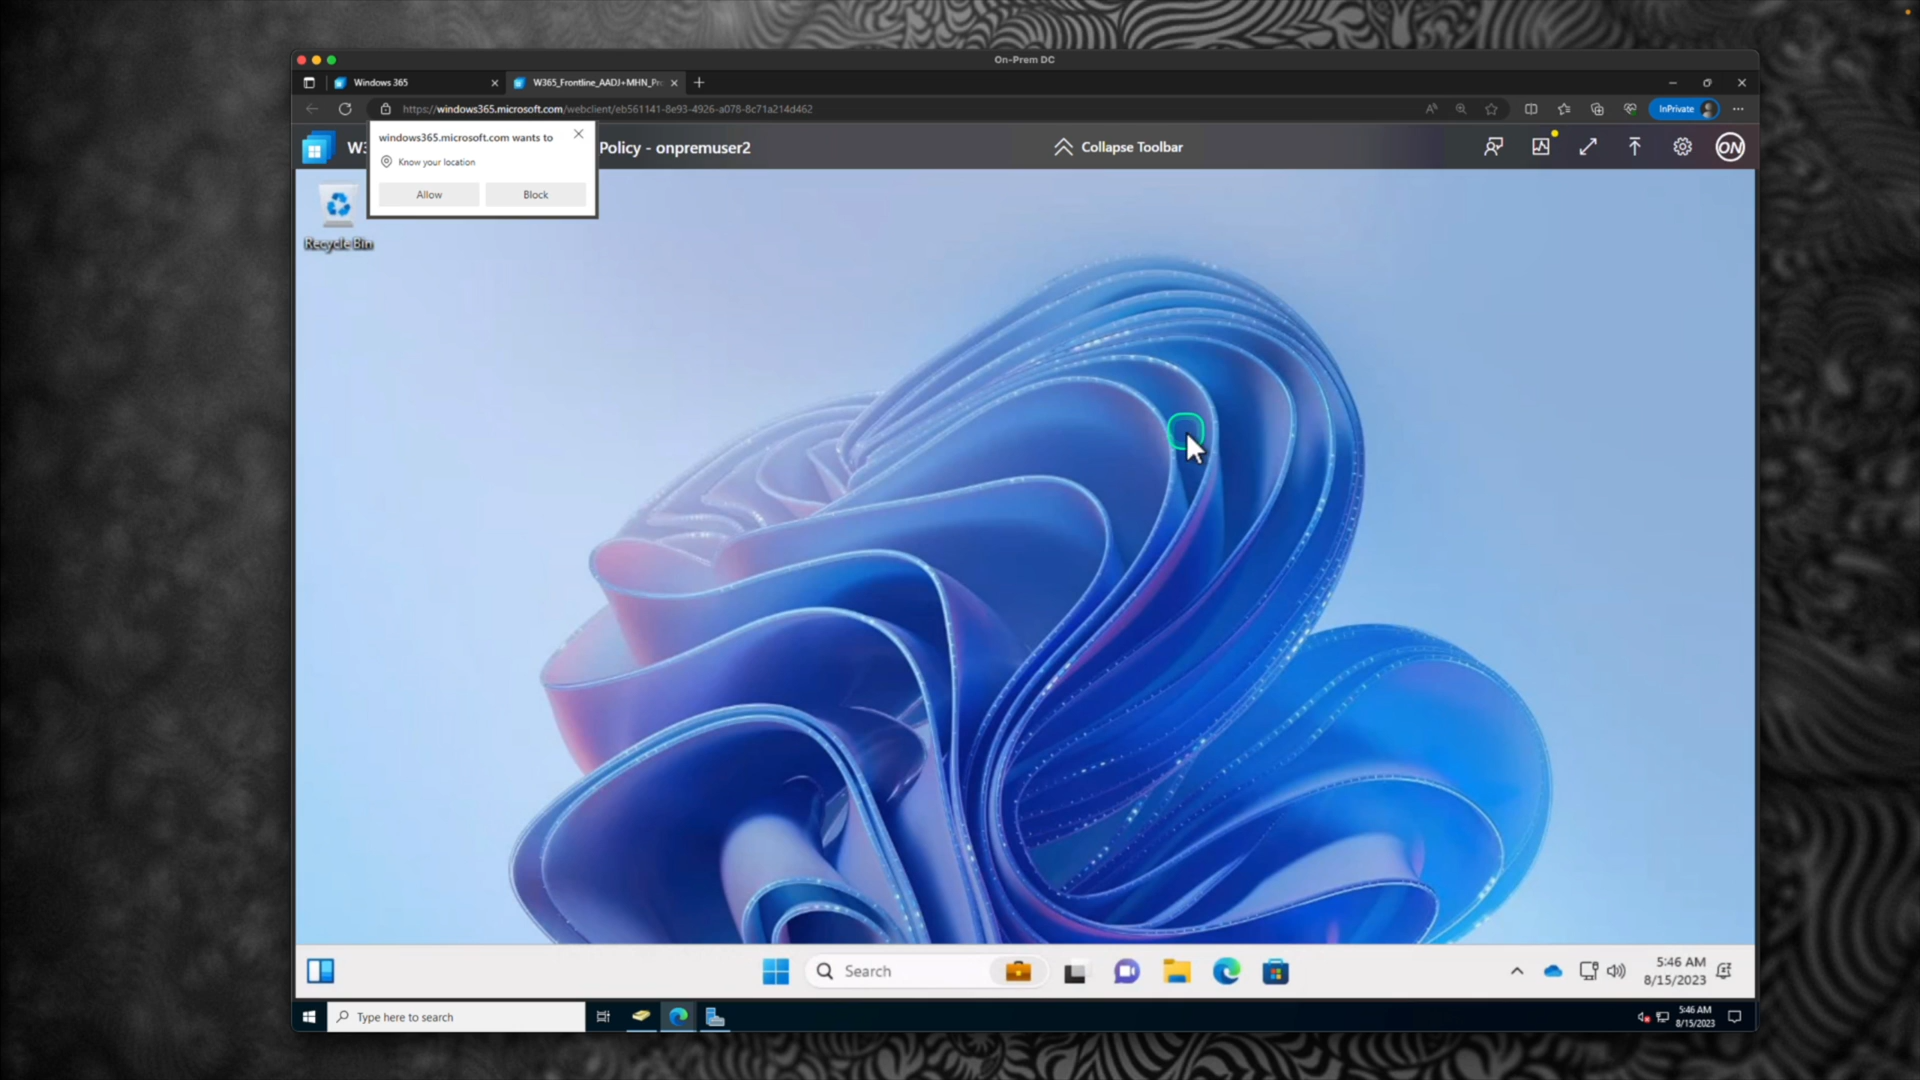 On-Prem DC
Windows 365
W365_Frontline_AADJ+MHN_Pr
https://windows365.microsoft.com/webclient/eb561141-8e93-4926-a078-8c71a214d462
InPrivate
windows365.microsoft.com wants to
Know your location
Allow
Block
W3
Policy - onpremuser2
Collapse Toolbar
ON
Recycle Bin
Search
5:46 AM
8/15/2023
Type here to search
5:46 AM
8/15/2023